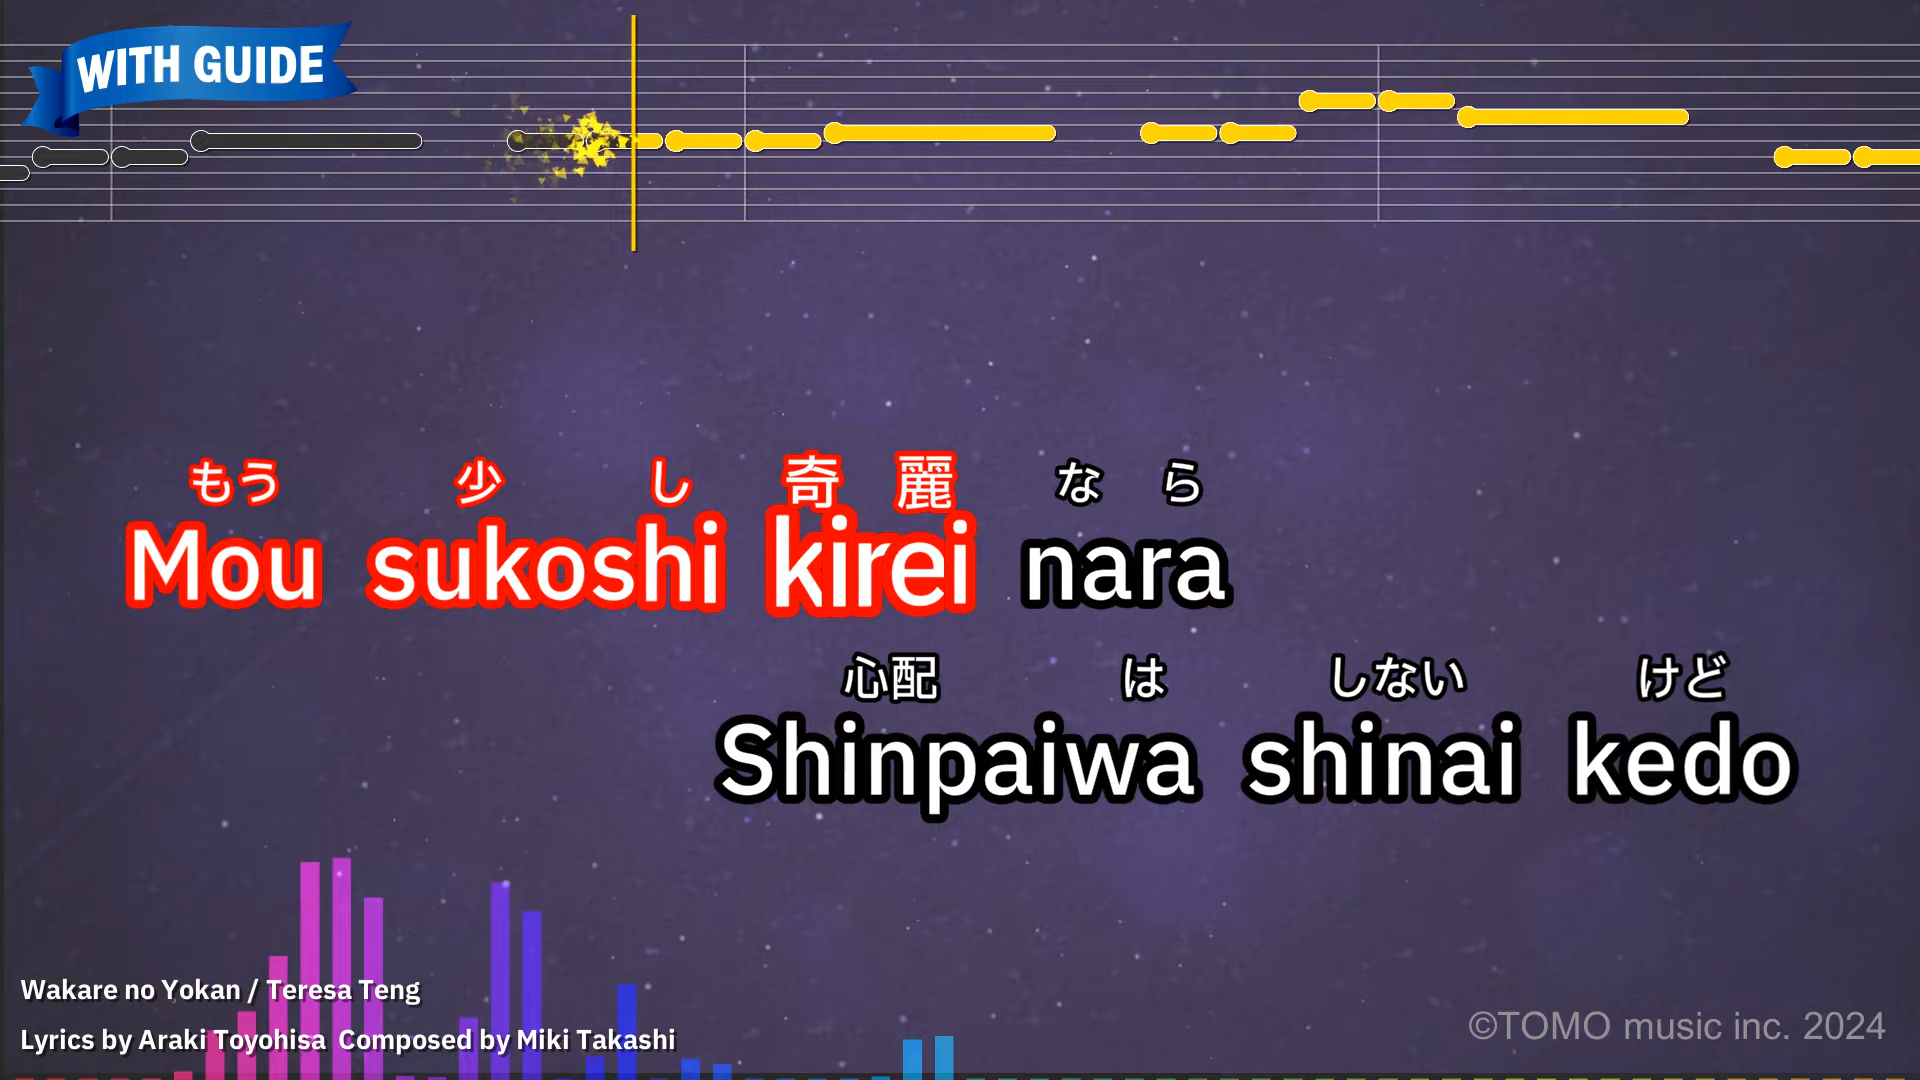 WITH GUIDE
もう 少 し 奇 麗 な ら
Mou sukoshi kirei nara
心配 は しない けど
Shinpaiwa shinai kedo
Wakare no Yokan / Teresa Teng
Lyrics by Araki Toyohisa Composed by Miki Takashi
©TOMO music inc. 2024